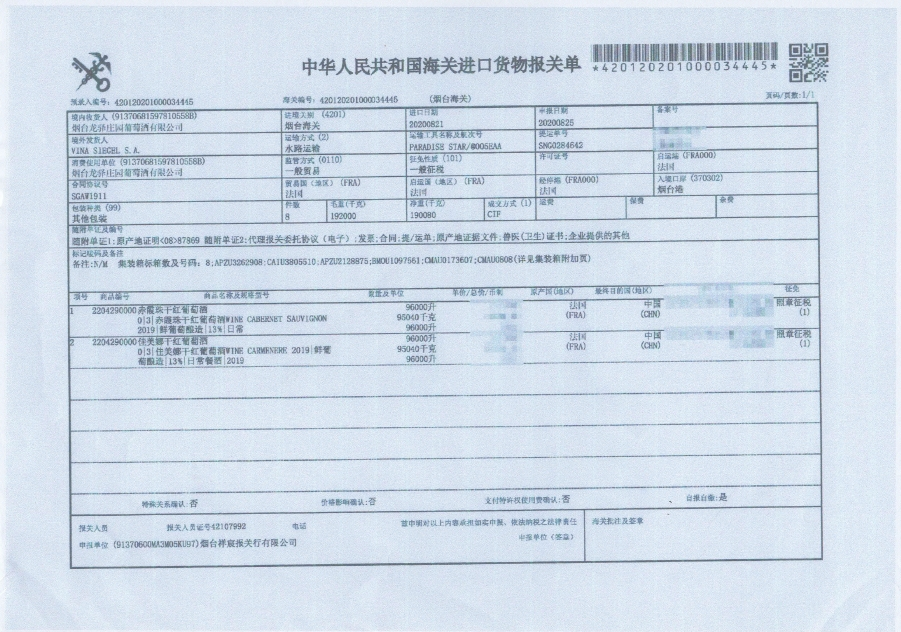 中华人民共和国海关进口货物报关单
*420120201000034445*
预录入编号: 420120201000034445 海关编号: 420120201000034445 (烟台海关) 页码/页数:1/1
境内收货人 (91370681597810558B) 进境关别 (4201) 进口日期 申报日期 备案号
烟台龙驿庄园葡萄酒有限公司 烟台海关 20200821 20200825
境外发货人 运输方式 (2) 运输工具名称及航次号 提运单号
VINA SIEGEL S.A. 水路运输 PARADISE STAR/@005EAA SNG0284642
消费使用单位 (91370681597810558B) 监管方式 (0110) 征免性质 (101) 许可证号 启运港 (FRA000)
烟台龙驿庄园葡萄酒有限公司 一般贸易 一般征税 法国
合同协议号 贸易国 (地区) (FRA) 启运国 (地区) (FRA) 经停港 (FRA000) 入境口岸 (370302)
SGAW1911 法国 法国 法国 烟台港
包装种类 (99) 件数 毛重(千克) 净重(千克) 成交方式 (1) 运费 保费 杂费
其他包装 8 192000 190080 CIF
随附单证及编号
随附单证1:原产地证明<08>87869 随附单证2:代理报关委托协议 (电子) ;发票;合同;提/运单;原产地证据文件;兽医(卫生)证书;企业提供的其他
标记唛码及备注
备注:N/M 集装箱标箱数及号码: 8;APZU3262908;CAIU3805510;APZU2128875;BMOU1097561;CMAU0173607;CMAU0808(详见集装箱附加页)
项号 商品编号 商品名称及规格型号 数量及单位 单价/总价/币制 原产国(地区) 最终目的国(地区) 征免
1 2204290000 赤霞珠干红葡萄酒 96000升 法国 中国 照章征税
0|3|赤霞珠干红葡萄酒WINE CABERNET SAUVIGNON 95040千克 (FRA) (CHN) (1)
2019|鲜葡萄酿造|13%|日常 96000升
2 2204290000 佳美娜干红葡萄酒 96000升 法国 中国 照章征税
0|3|佳美娜干红葡萄酒WINE CARMENERE 2019|鲜葡 95040千克 (FRA) (CHN) (1)
萄酿造|13%|日常餐酒|2019 96000升
特殊关系确认:否 价格影响确认:否 支付特许权使用费确认:否 自报自缴:是
报关人员 报关人员证号42107992 电话 兹申明对以上内容承担如实申报、依法纳税之法律责任 海关批注及签章
申报单位 (91370600MA3M05KU97)烟台祥宸报关行有限公司 申报单位 (签章)